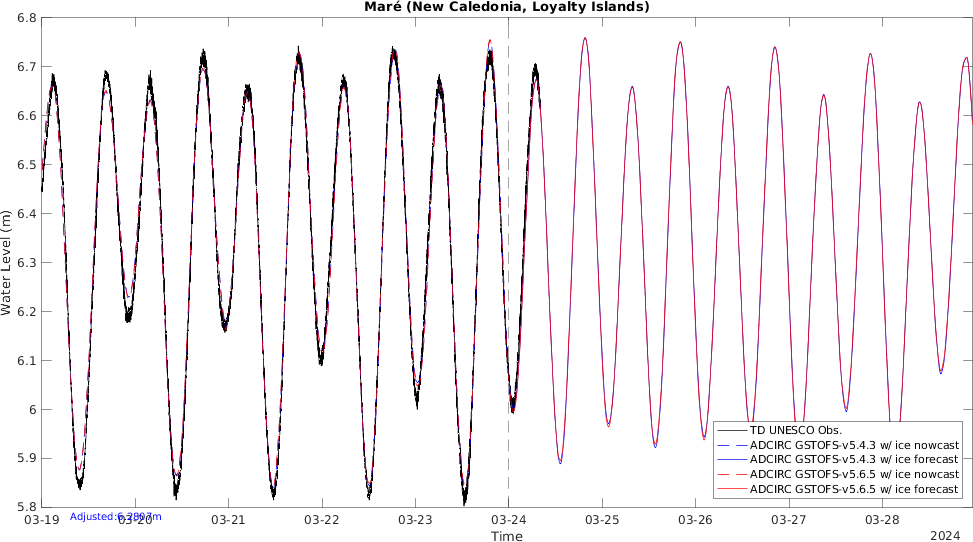 Maré (New Caledonia, Loyalty Islands)
6.8
6.7
6.6
6.5
6.4
6.3
6.2
6.1
6
5.9
5.8
Water Level (m)
TD UNESCO Obs.
ADCIRC GSTOFS-v5.4.3 w/ ice nowcast
ADCIRC GSTOFS-v5.4.3 w/ ice forecast
ADCIRC GSTOFS-v5.6.5 w/ ice nowcast
ADCIRC GSTOFS-v5.6.5 w/ ice forecast
03-19 03-20 03-21 03-22 03-23 03-24 03-25 03-26 03-27 03-28
Adjusted:6.2807m
Time
2024